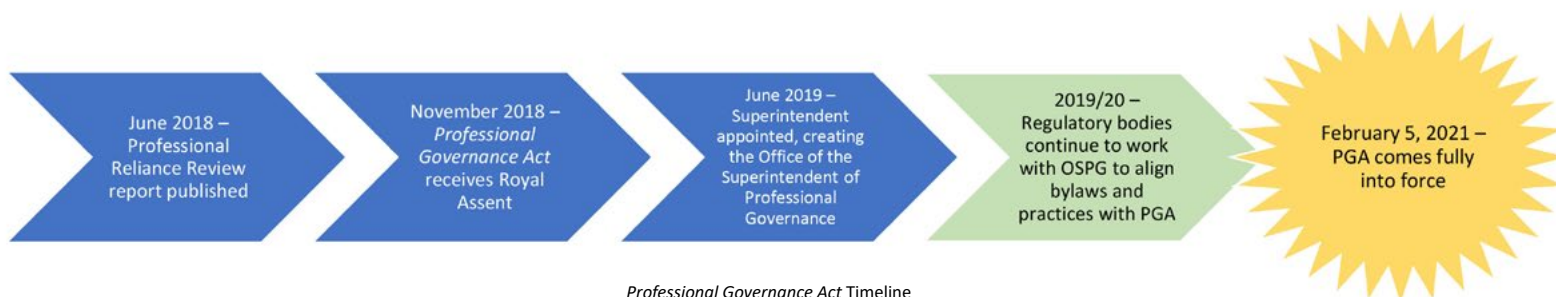 June 2018 –
Professional
Reliance Review
report published
November 2018 –
Professional
Governance Act
receives Royal
Assent
June 2019 –
Superintendent
appointed, creating
the Office of the
Superintendent of
Professional
Governance
2019/20 –
Regulatory bodies
continue to work
with OSPG to align
bylaws and
practices with PGA
February 5, 2021 –
PGA comes fully
into force
Professional Governance Act Timeline